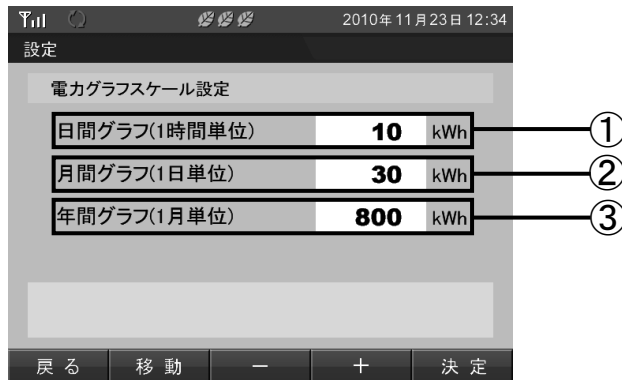 2010年11月23日 12:34
設定
電力グラフスケール設定
日間グラフ(1時間単位) 10 kWh ①
月間グラフ(1日単位) 30 kWh ②
年間グラフ(1月単位) 800 kWh ③
戻る 移動 − + 決定